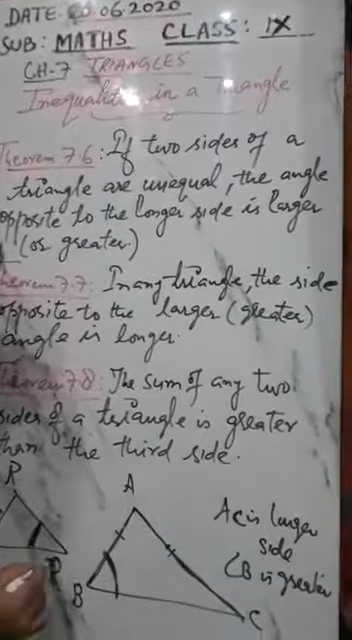 DATE 20.06.2020
SUB: MATHS CLASS: IX
CH-7 TRIANGLES
Inequalities in a Triangle
Theorem 7.6: If two sides of a
triangle are unequal, the angle
opposite to the longer side is larger
(or greater)
Theorem 7.7: In any triangle, the side
opposite to the larger (greater)
angle is longer.
Theorem 7.8: The sum of any two
sides of a triangle is greater
than the third side.
P
A
AC is larger
side
∠B is greater
R
B
C